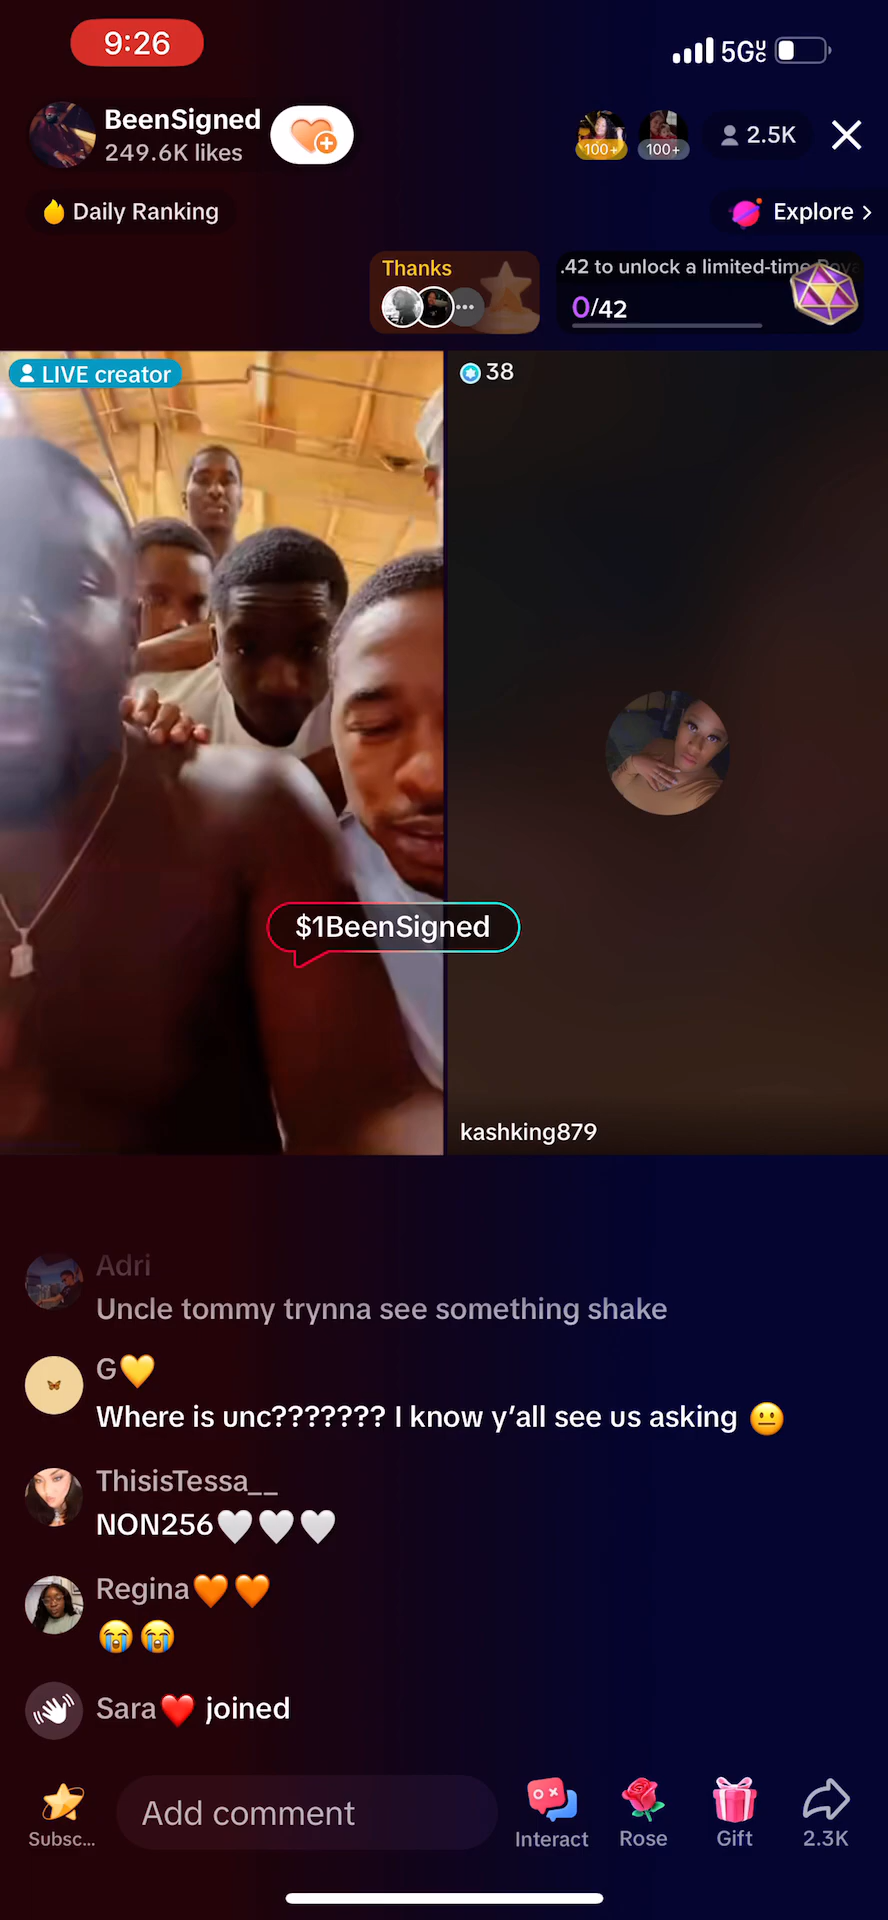 9:26
5GUC
BeenSigned
249.6K likes
100+
100+
2.5K
Daily Ranking
Explore >
Thanks
.42 to unlock a limited-time
0/42
LIVE creator
38
$1BeenSigned
kashking879
Adri
Uncle tommy trynna see something shake
G💛
Where is unc??????? I know y’all see us asking 😐
ThisisTessa__
NON256🤍🤍🤍
Regina🧡🧡
😭😭
Sara❤️ joined
Subsc...
Add comment
Interact
Rose
Gift
2.3K